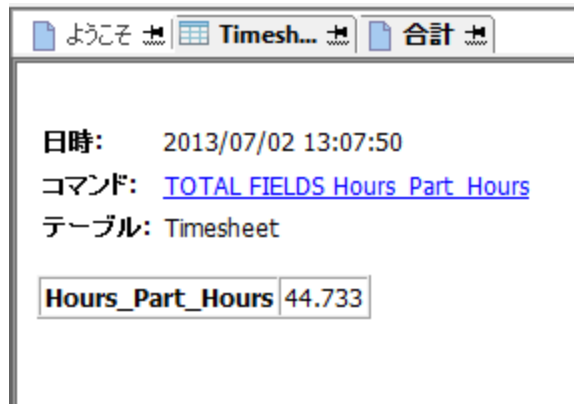 ようこそ Timesh... 合計
日時: 2013/07/02 13:07:50
コマンド: TOTAL FIELDS Hours_Part_Hours
テーブル: Timesheet
Hours_Part_Hours 44.733